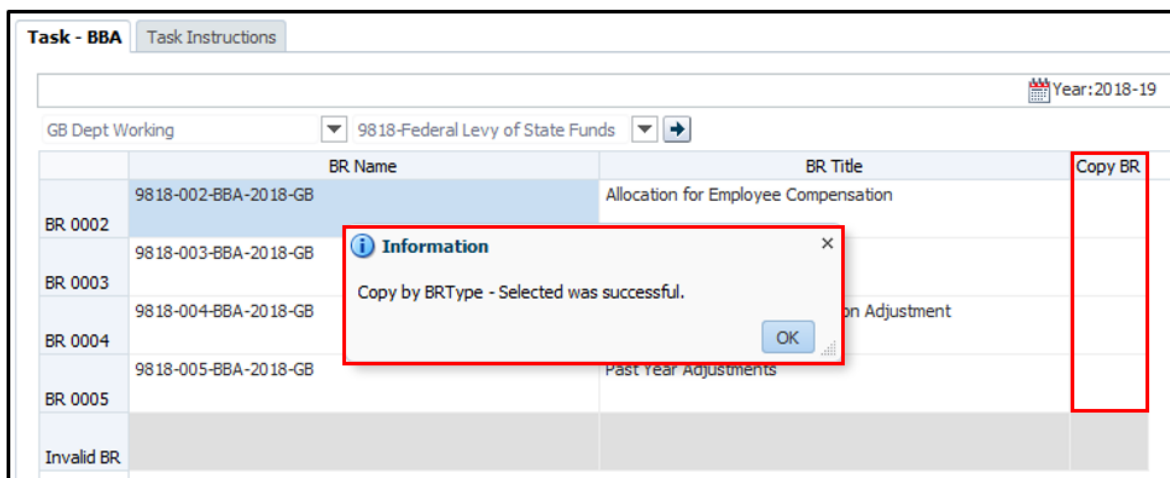 Task - BBA Task Instructions
Year:2018-19
GB Dept Working 9818-Federal Levy of State Funds
BR Name BR Title Copy BR
BR 0002 9818-002-BBA-2018-GB Allocation for Employee Compensation
BR 0003 9818-003-BBA-2018-GB
Information
Copy by BRType - Selected was successful.
OK
BR 0004 9818-004-BBA-2018-GB on Adjustment
BR 0005 9818-005-BBA-2018-GB Past Year Adjustments
Invalid BR